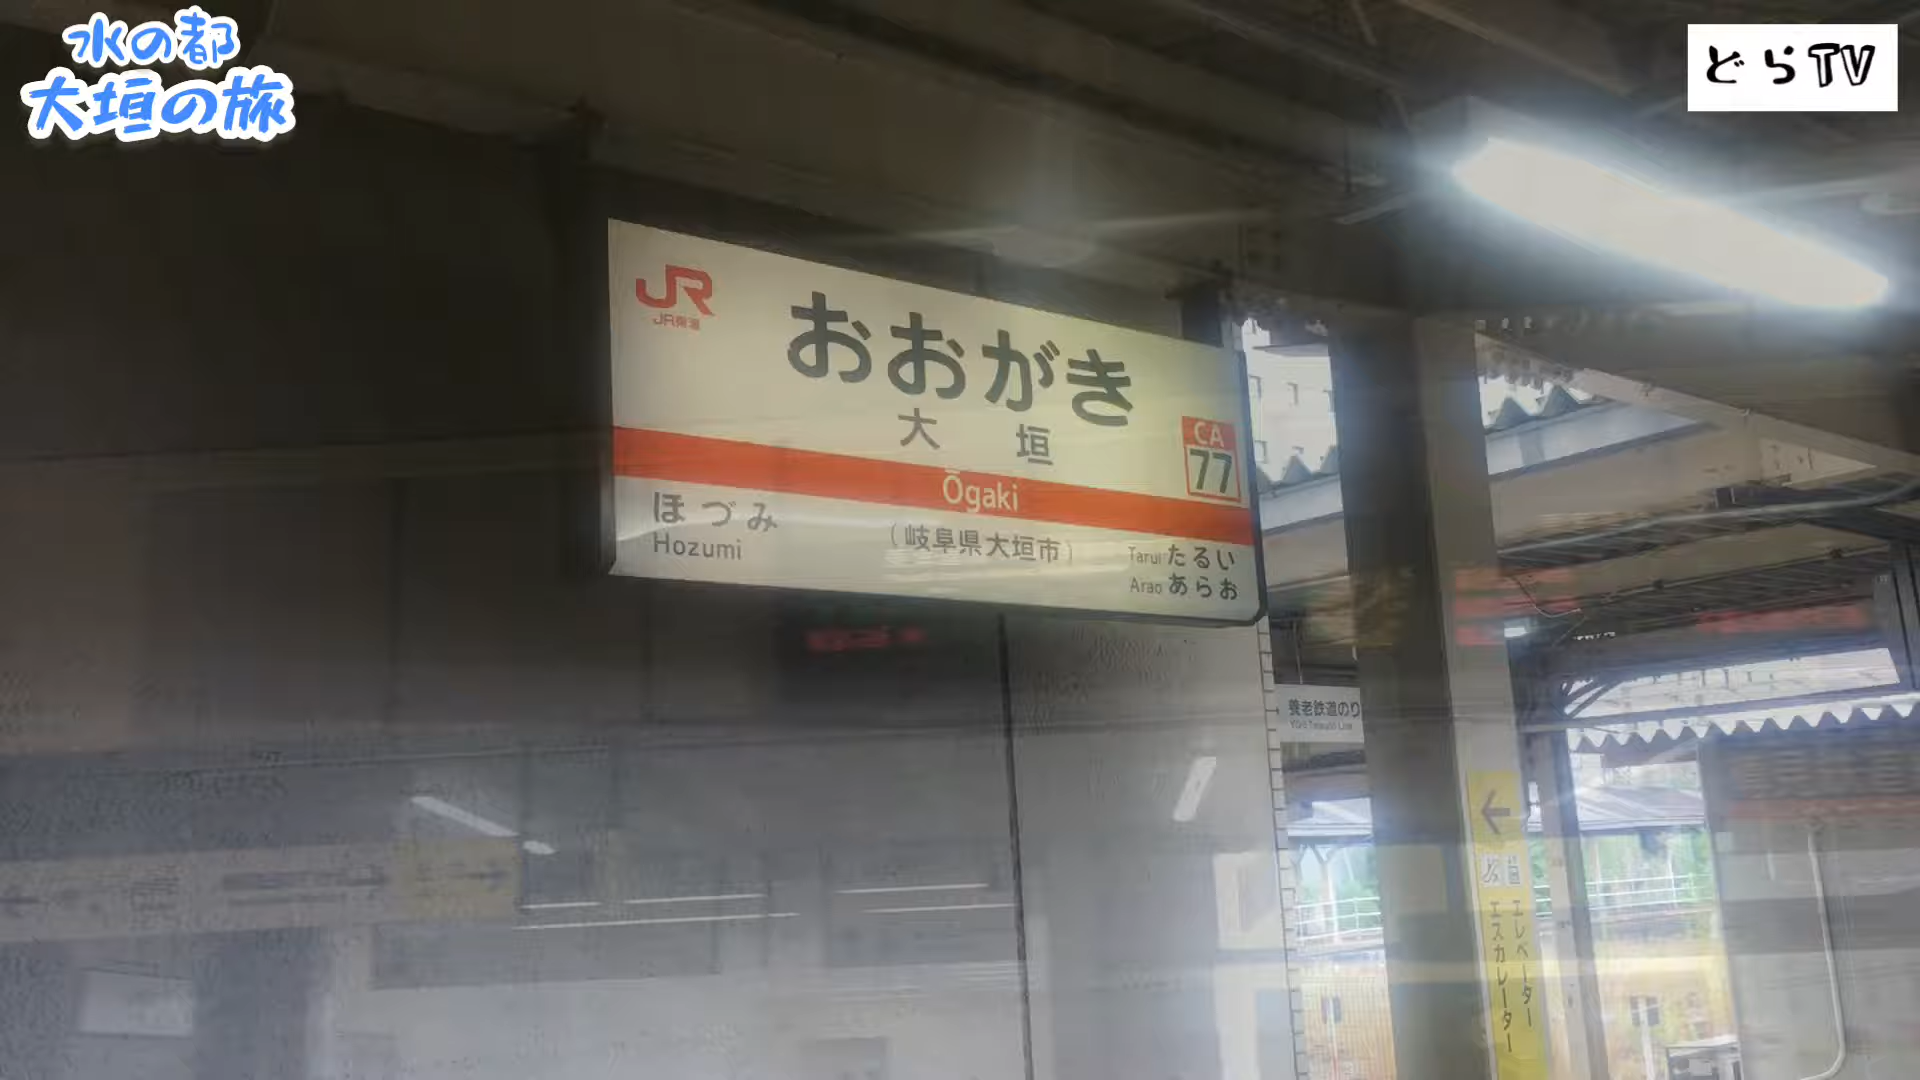 水の都
大垣の旅
どらTV
JR
JR東海
おおがき
大垣
CA
77
Ōgaki
ほづみ
Hozumi
(岐阜県大垣市)
Tarui たるい
Arao あらお
養老鉄道のり
エレベーター
エスカレーター